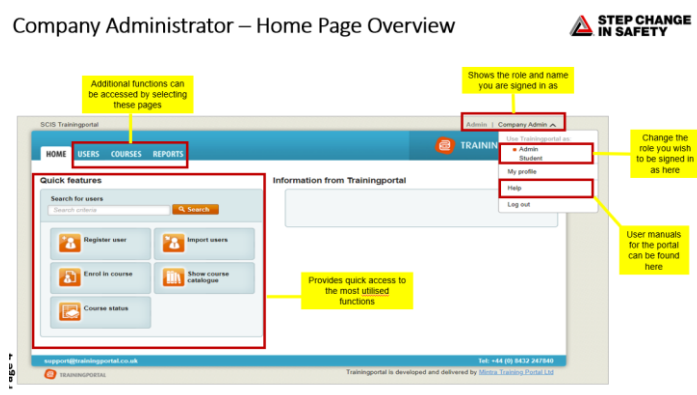 Company Administrator – Home Page Overview
STEP CHANGE
IN SAFETY
Additional functions can
be accessed by selecting
these pages
Shows the role and name
you are signed in as
SCIS Trainingportal
Admin | Company Admin
HOME USERS COURSES REPORTS
TRAININ
Use Trainingportal as:
Admin
Student
My profile
Help
Log out
Change the
role you wish
to be signed in
as here
Quick features
Information from Trainingportal
Search for users
Search criteria
Search
Register user
Import users
Enrol in course
Show course
catalogue
Course status
User manuals
for the portal
can be found
here
Provides quick access to
the most utilised
functions
support@trainingportal.co.uk
Tel: +44 (0) 8432 247840
TRAININGPORTAL
Trainingportal is developed and delivered by Mintra Training Portal Ltd
Page 4